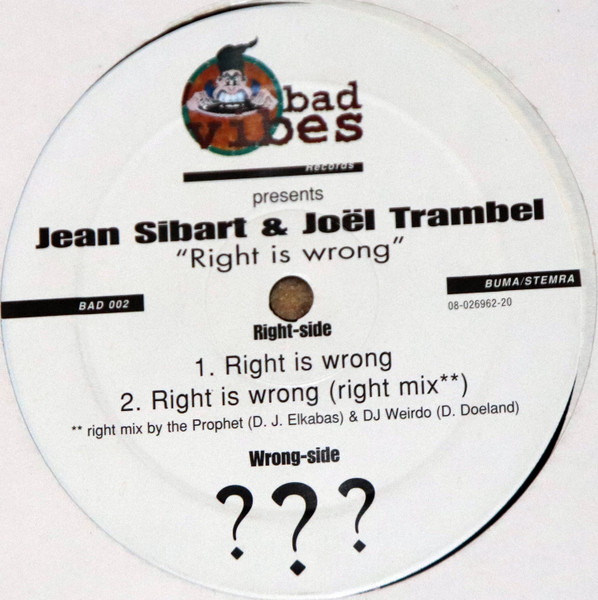 bad
vibes
Records
presents
Jean Sibart & Joël Trambel
"Right is wrong"
BAD 002
BUMA/STEMRA
08-026962-20
Right-side
1. Right is wrong
2. Right is wrong (right mix**)
** right mix by the Prophet (D. J. Elkabas) & DJ Weirdo (D. Doeland)
Wrong-side
???